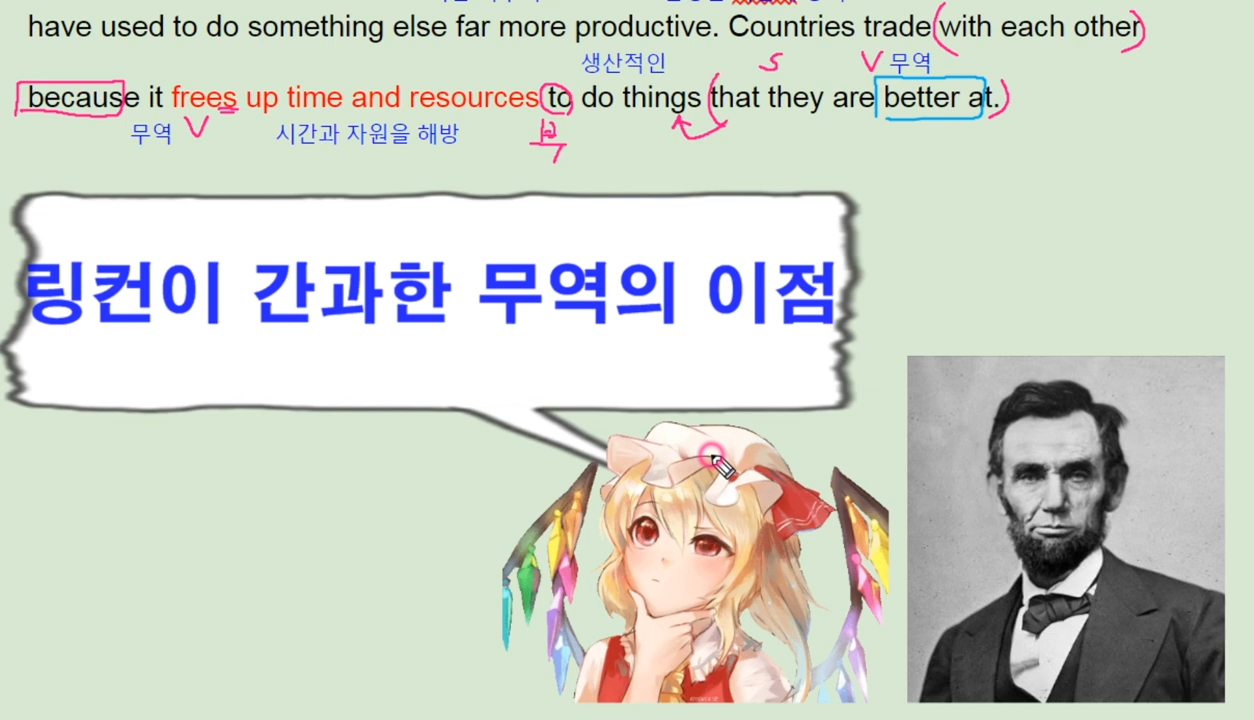 have used to do something else far more productive. Countries trade (with each other)
생산적인 S V 무역
because it frees up time and resources to do things (that they are better at.)
무역 V 시간과 자원을 해방 부
링컨이 간과한 무역의 이점